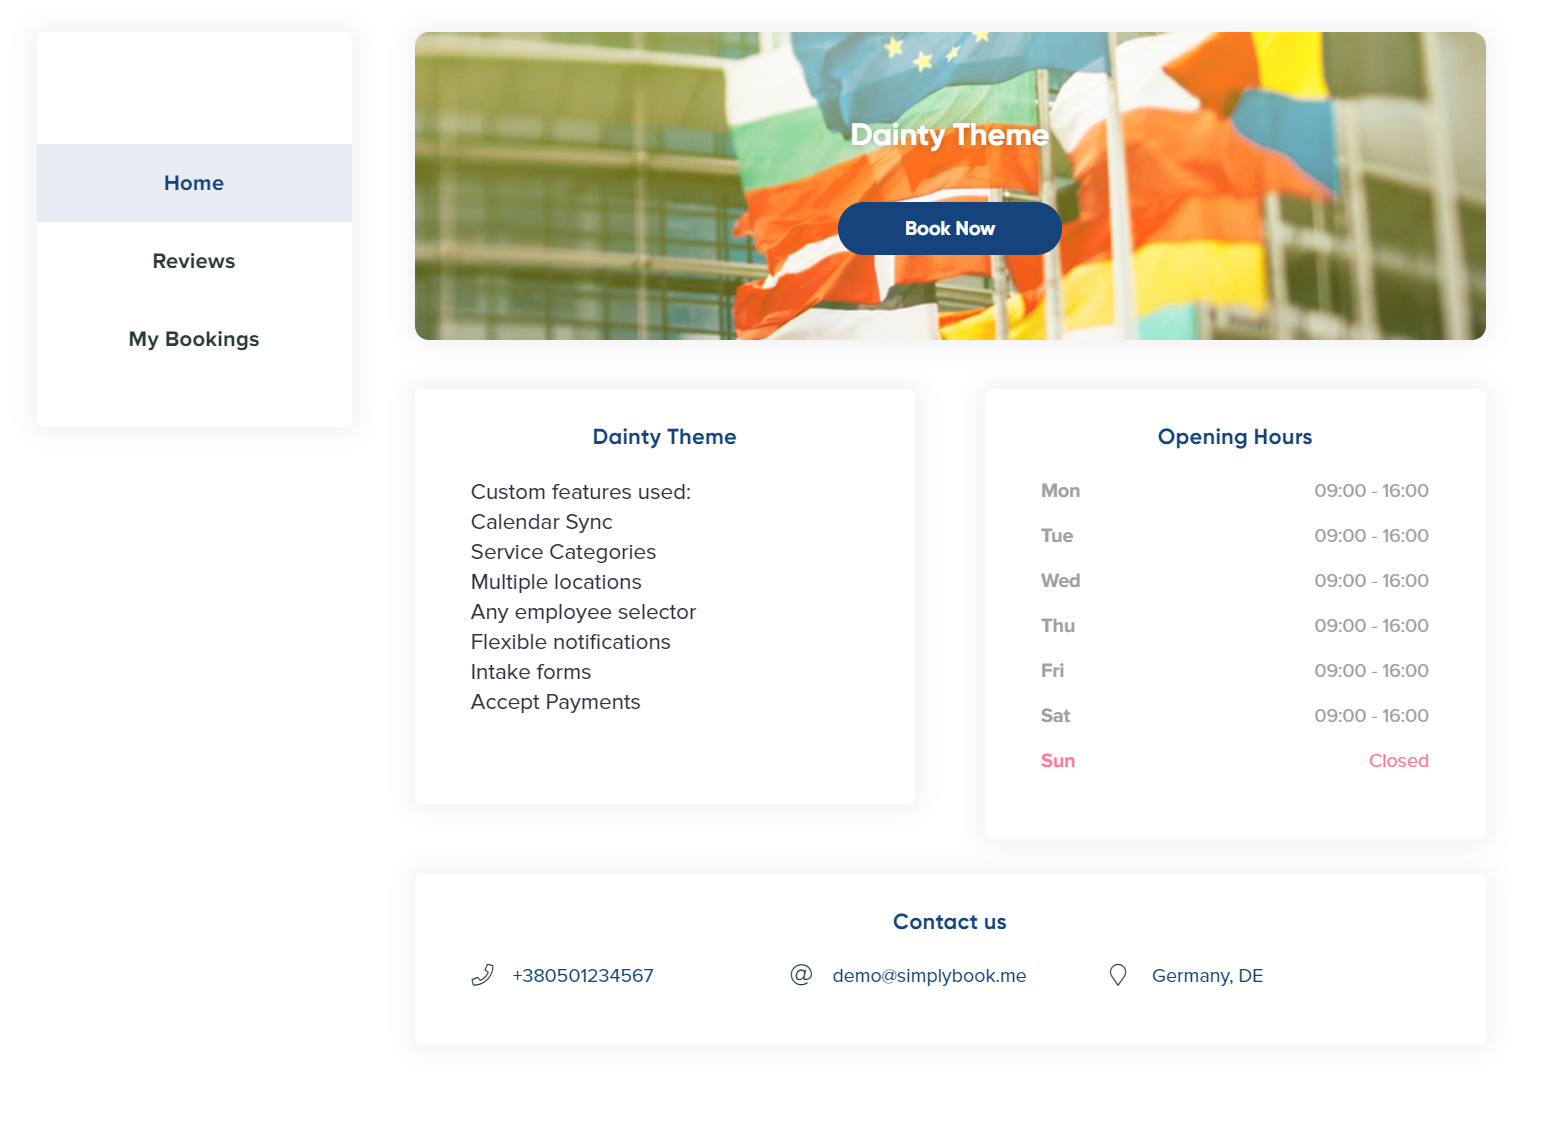 Home
Reviews
My Bookings
Dainty Theme
Book Now
Dainty Theme
Custom features used:
Calendar Sync
Service Categories
Multiple locations
Any employee selector
Flexible notifications
Intake forms
Accept Payments
Opening Hours
Mon 09:00 - 16:00
Tue 09:00 - 16:00
Wed 09:00 - 16:00
Thu 09:00 - 16:00
Fri 09:00 - 16:00
Sat 09:00 - 16:00
Sun Closed
Contact us
+380501234567 demo@simplybook.me Germany, DE